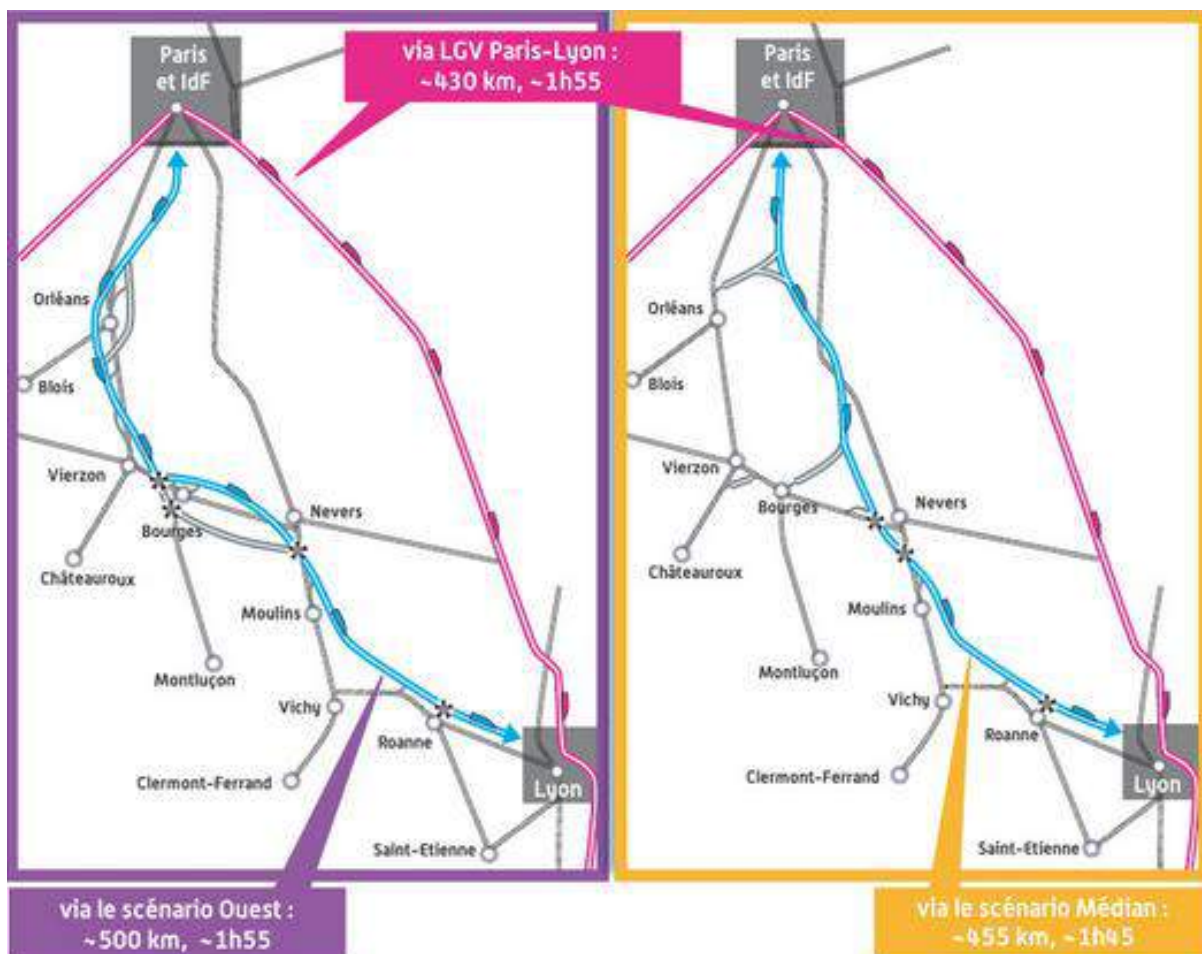 via LGV Paris-Lyon :
~430 km, ~1h55
Paris
et IdF
Orléans
Blois
Vierzon
Bourges
Nevers
Châteauroux
Moulins
Montluçon
Vichy
Roanne
Clermont-Ferrand
Lyon
Saint-Etienne
via le scénario Ouest :
~500 km, ~1h55
Paris
et IdF
Orléans
Blois
Vierzon
Bourges
Nevers
Châteauroux
Moulins
Montluçon
Vichy
Roanne
Clermont-Ferrand
Lyon
Saint-Etienne
via le scénario Médian :
~455 km, ~1h45